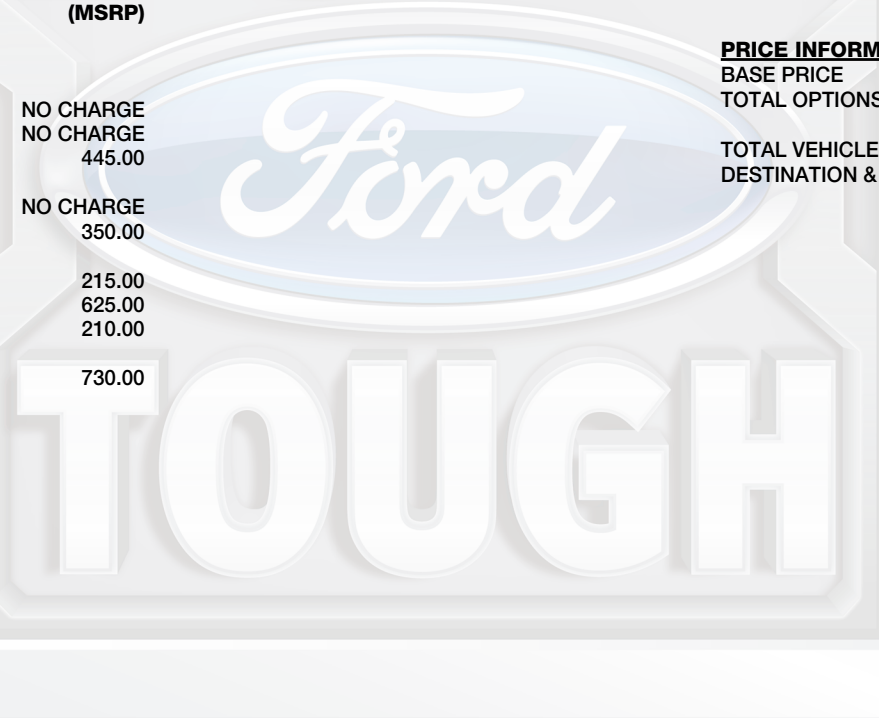 (MSRP)
NO CHARGE
NO CHARGE
445.00
NO CHARGE
350.00
215.00
625.00
210.00
730.00
PRICE INFORM
BASE PRICE
TOTAL OPTIONS
TOTAL VEHICLE
DESTINATION &
Ford
TOUGH